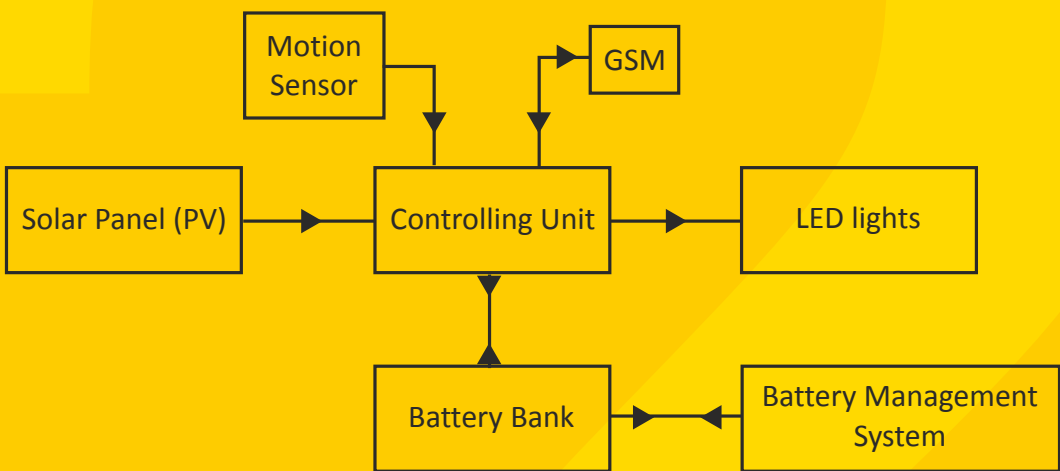 Motion
Sensor
GSM
Solar Panel (PV)
Controlling Unit
LED lights
Battery Bank
Battery Management
System